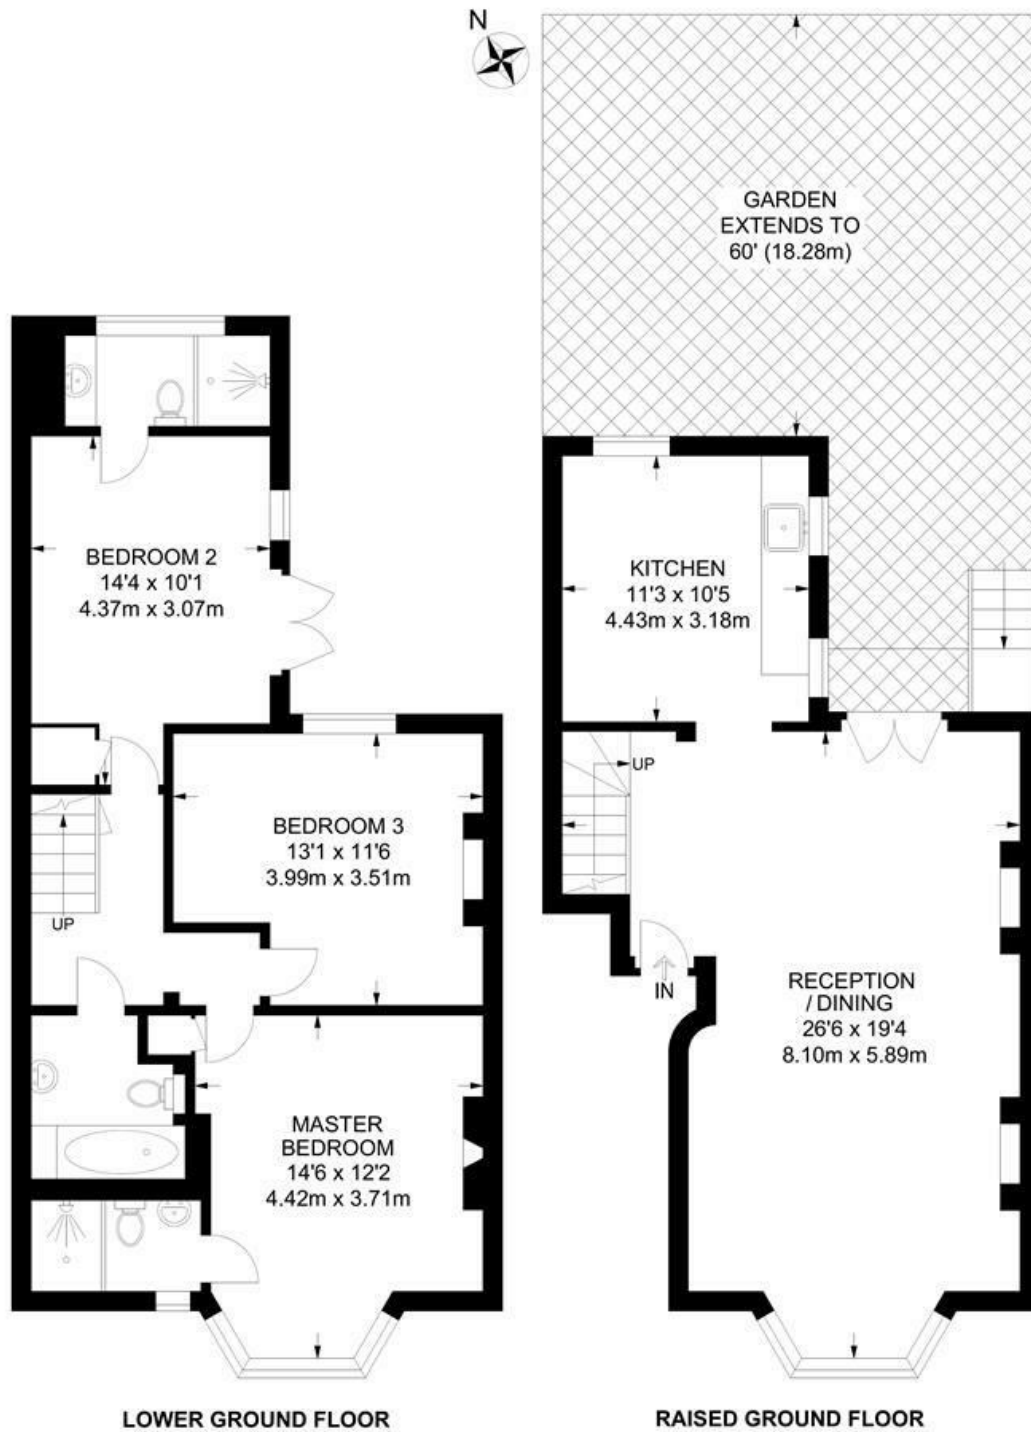 N
GARDEN
EXTENDS TO
60' (18.28m)
BEDROOM 2
14'4 x 10'1
4.37m x 3.07m
KITCHEN
11'3 x 10'5
4.43m x 3.18m
UP
BEDROOM 3
13'1 x 11'6
3.99m x 3.51m
UP
IN
RECEPTION
/ DINING
26'6 x 19'4
8.10m x 5.89m
MASTER
BEDROOM
14'6 x 12'2
4.42m x 3.71m
LOWER GROUND FLOOR
RAISED GROUND FLOOR